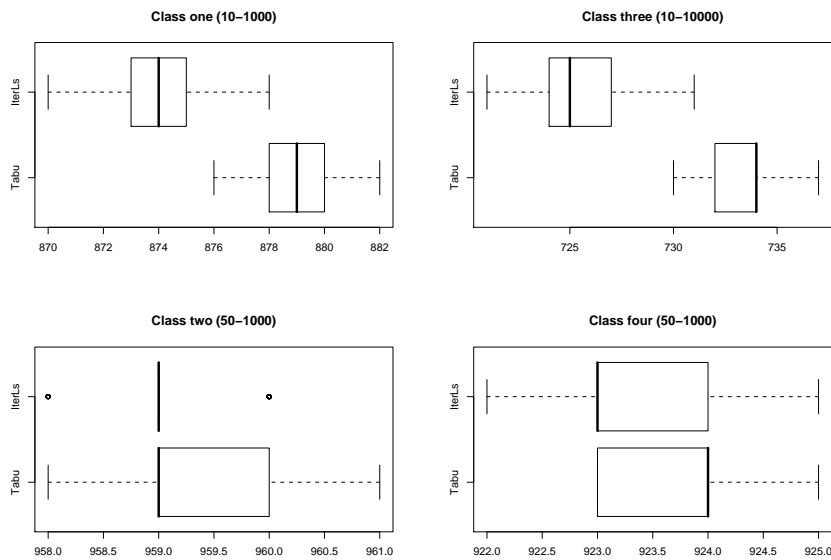 Class one (10−1000)
IterLs
Tabu
870 872 874 876 878 880 882
Class three (10−10000)
IterLs
Tabu
725 730 735
Class two (50−1000)
IterLs
Tabu
958.0 958.5 959.0 959.5 960.0 960.5 961.0
Class four (50−1000)
IterLs
Tabu
922.0 922.5 923.0 923.5 924.0 924.5 925.0